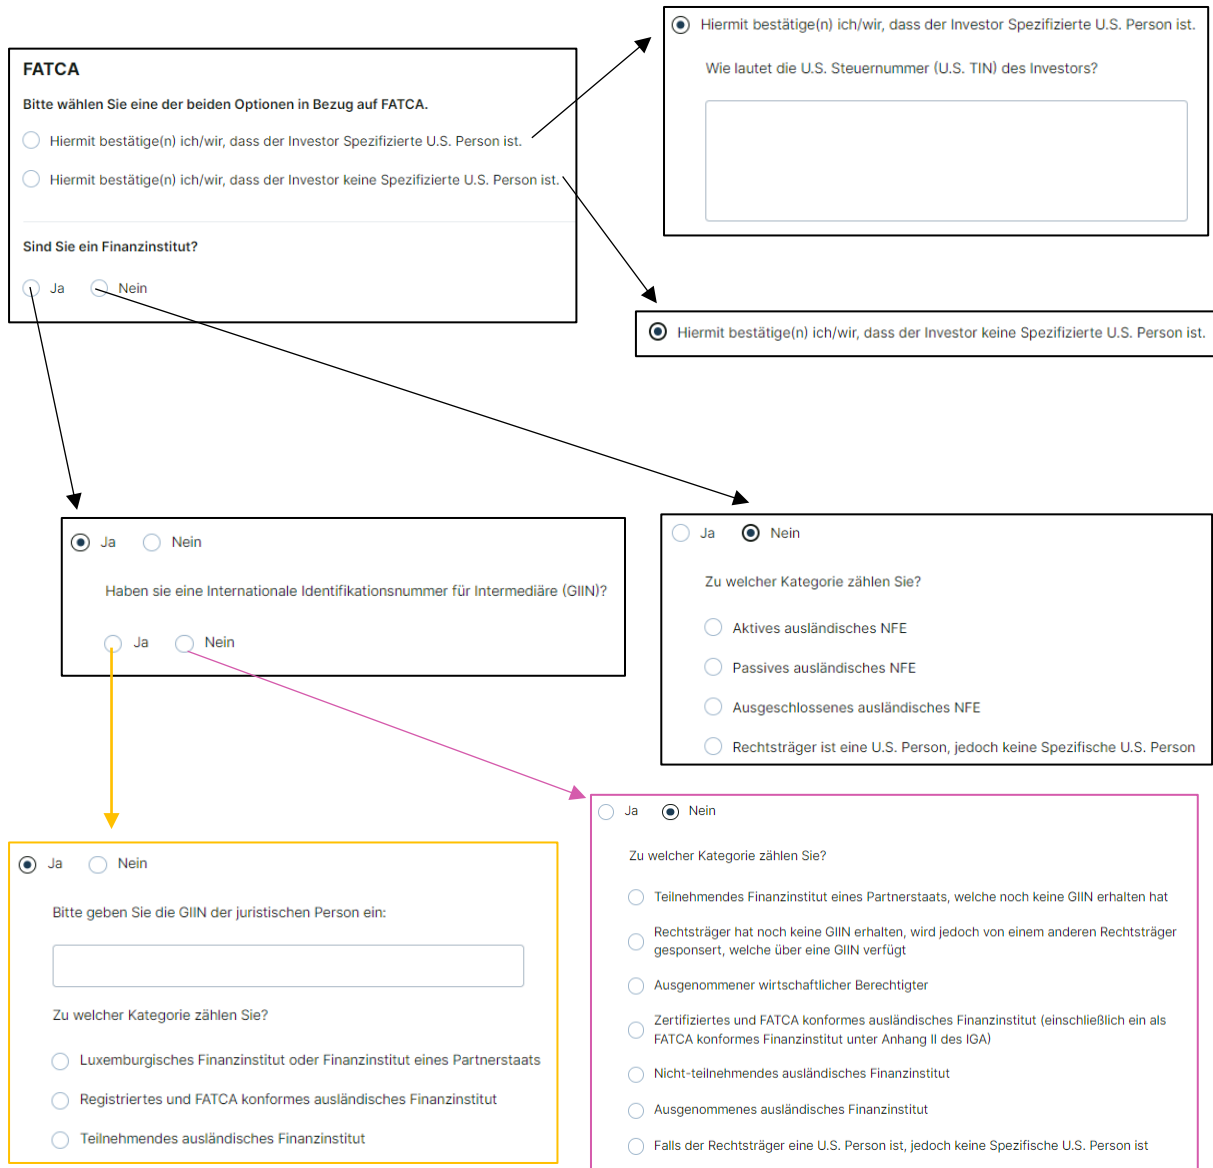 FATCA
Bitte wählen Sie eine der beiden Optionen in Bezug auf FATCA.
Hiermit bestätige(n) ich/wir, dass der Investor Spezifizierte U.S. Person ist.
Hiermit bestätige(n) ich/wir, dass der Investor keine Spezifizierte U.S. Person ist.
Sind Sie ein Finanzinstitut?
Ja Nein
Hiermit bestätige(n) ich/wir, dass der Investor Spezifizierte U.S. Person ist.
Wie lautet die U.S. Steuernummer (U.S. TIN) des Investors?
Hiermit bestätige(n) ich/wir, dass der Investor keine Spezifizierte U.S. Person ist.
Ja Nein
Haben sie eine Internationale Identifikationsnummer für Intermediäre (GIIN)?
Ja Nein
Ja Nein
Zu welcher Kategorie zählen Sie?
Aktives ausländisches NFE
Passives ausländisches NFE
Ausgeschlossenes ausländisches NFE
Rechtsträger ist eine U.S. Person, jedoch keine Spezifische U.S. Person
Ja Nein
Bitte geben Sie die GIIN der juristischen Person ein:
Zu welcher Kategorie zählen Sie?
Luxemburgisches Finanzinstitut oder Finanzinstitut eines Partnerstaats
Registriertes und FATCA konformes ausländisches Finanzinstitut
Teilnehmendes ausländisches Finanzinstitut
Ja Nein
Zu welcher Kategorie zählen Sie?
Teilnehmendes Finanzinstitut eines Partnerstaats, welche noch keine GIIN erhalten hat
Rechtsträger hat noch keine GIIN erhalten, wird jedoch von einem anderen Rechtsträger
gesponsert, welche über eine GIIN verfügt
Ausgenommener wirtschaftlicher Berechtigter
Zertifiziertes und FATCA konformes ausländisches Finanzinstitut (einschließlich ein als
FATCA konformes Finanzinstitut unter Anhang II des IGA)
Nicht-teilnehmendes ausländisches Finanzinstitut
Ausgenommenes ausländisches Finanzinstitut
Falls der Rechtsträger eine U.S. Person ist, jedoch keine Spezifische U.S. Person ist